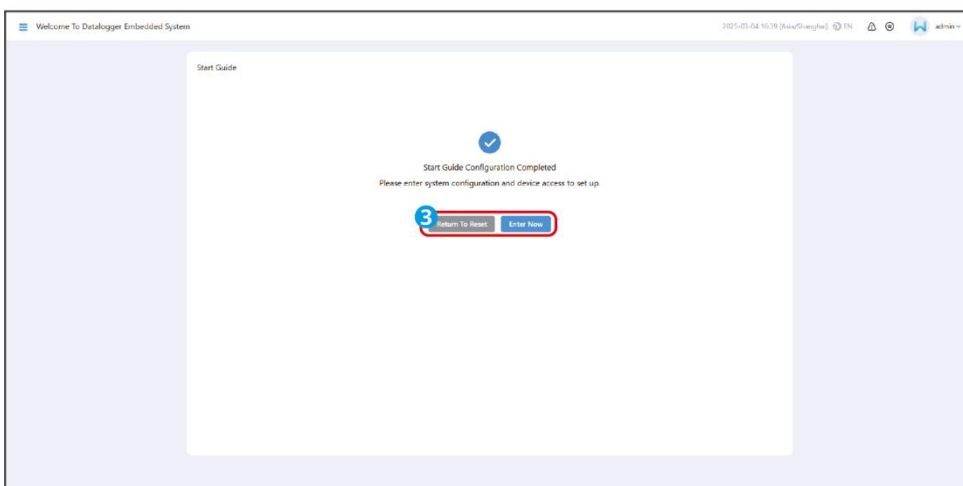 Welcome To Datalogger Embedded System
2025-03-04 16:39 [Asia/Shanghai] EN admin
Start Guide
Start Guide Configuration Completed
Please enter system configuration and device access to set up.
3
Return To Reset Enter Now